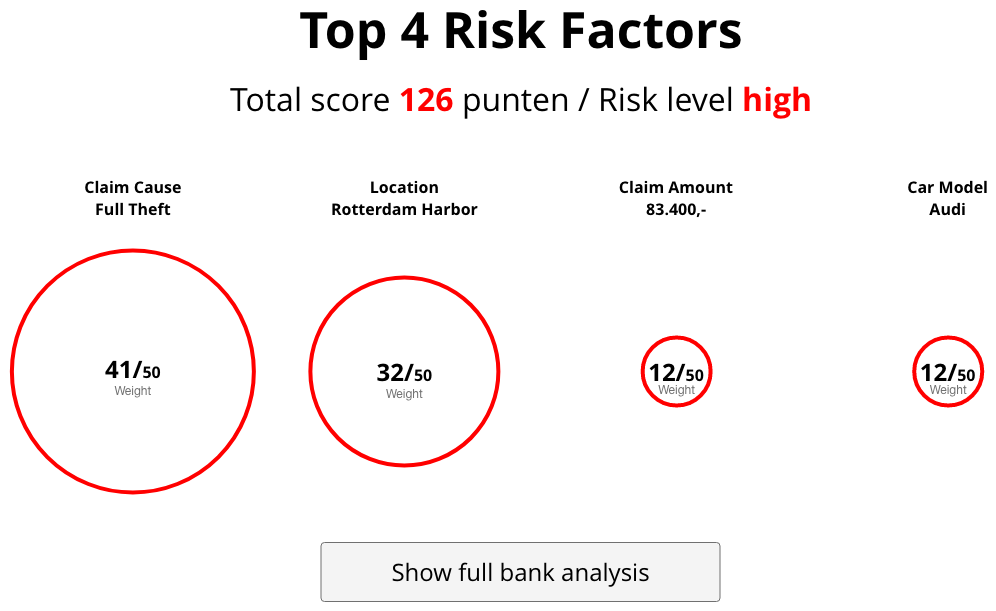 Top 4 Risk Factors
Total score 126 punten / Risk level high
Claim Cause
Full Theft
41/50
Weight
Location
Rotterdam Harbor
32/50
Weight
Claim Amount
83.400,-
12/50
Weight
Car Model
Audi
12/50
Weight
Show full bank analysis